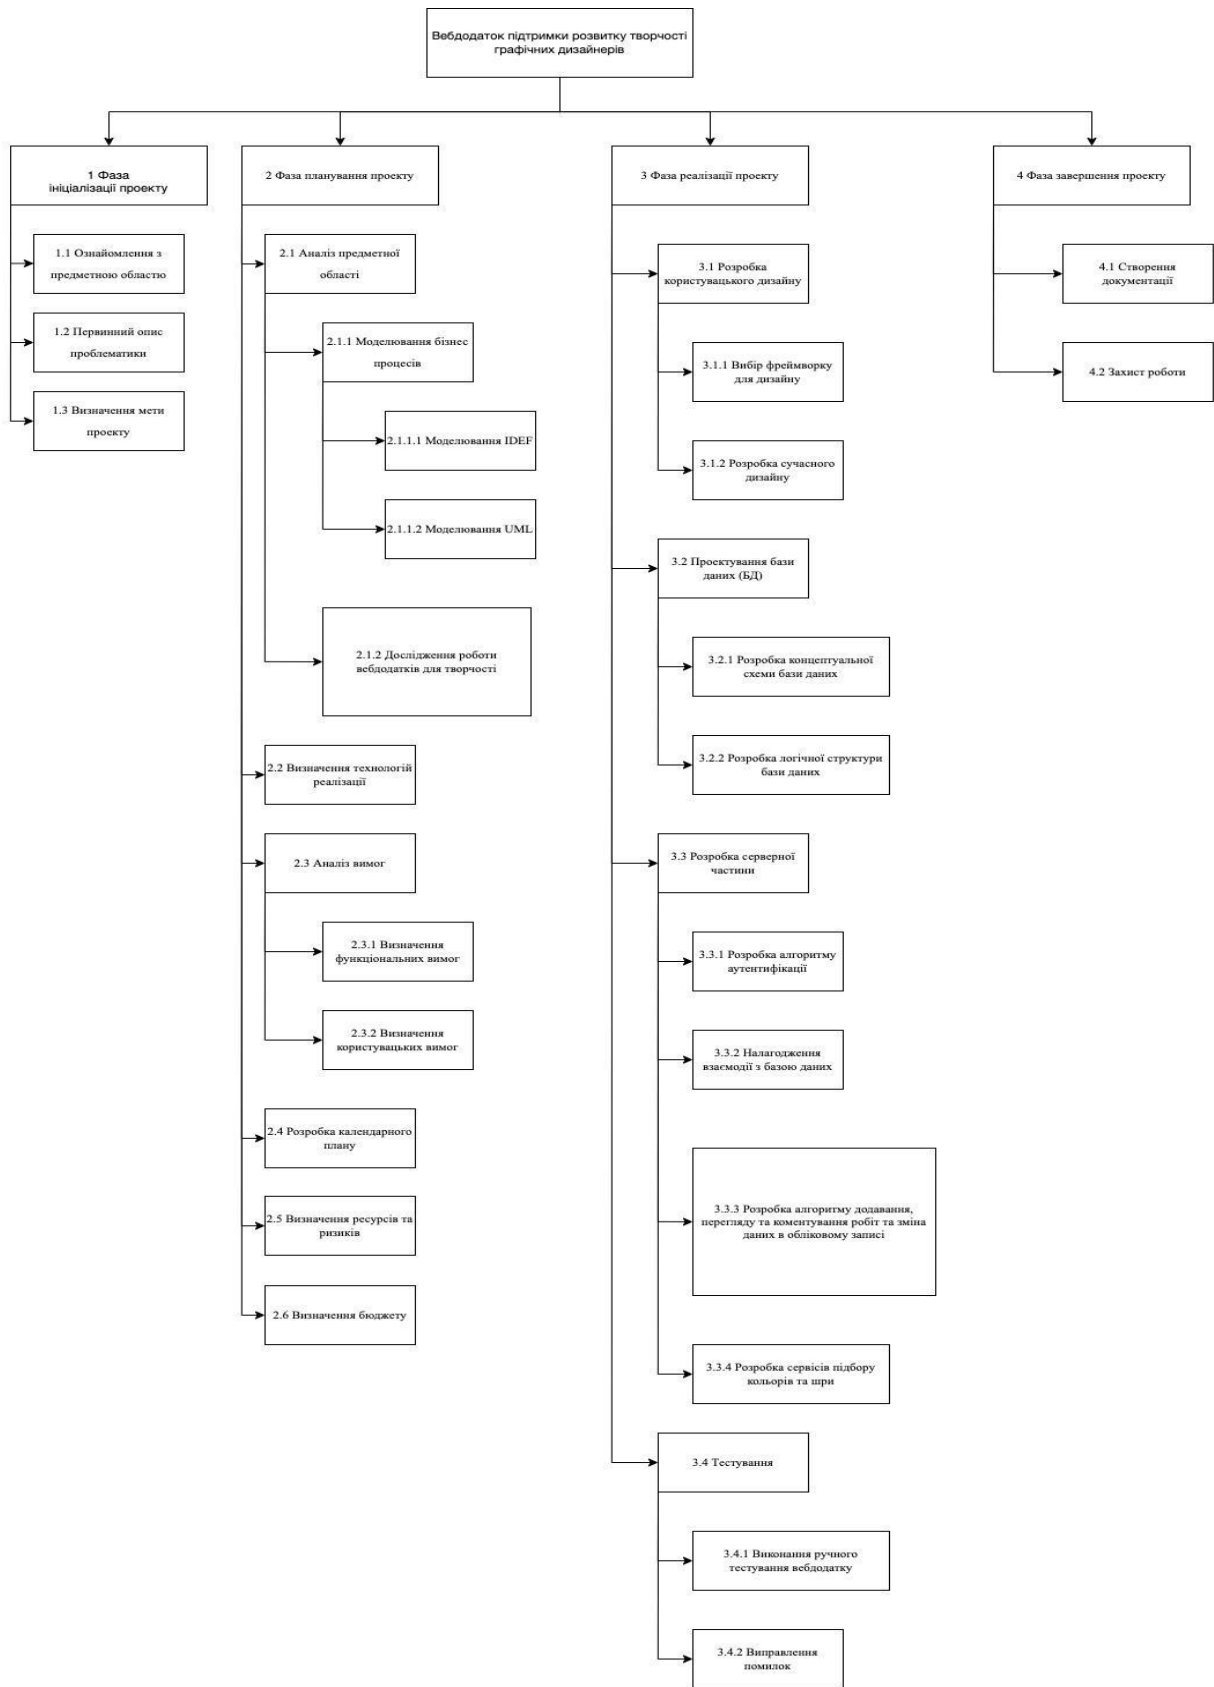 Вебдодаток підтримки розвитку творчості
графічних дизайнерів
1 Фаза
ініціалізації проекту
1.1 Ознайомлення з
предметною областю
1.2 Первинний опис
проблематики
1.3 Визначення мети
проекту
2 Фаза планування проекту
2.1 Аналіз предметної
області
2.1.1 Моделювання бізнес
процесів
2.1.1.1 Моделювання IDEF
2.1.1.2 Моделювання UML
2.1.2 Дослідження роботи
вебдодатків для творчості
2.2 Визначення технологій
реалізації
2.3 Аналіз вимог
2.3.1 Визначення
функціональних вимог
2.3.2 Визначення
користувацьких вимог
2.4 Розробка календарного
плану
2.5 Визначення ресурсів та
ризиків
2.6 Визначення бюджету
3 Фаза реалізації проекту
3.1 Розробка
користувацького дизайну
3.1.1 Вибір фреймворку
для дизайну
3.1.2 Розробка сучасного
дизайну
3.2 Проектування бази
даних (БД)
3.2.1 Розробка концептуальної
схеми бази даних
3.2.2 Розробка логічної структури
бази даних
3.3 Розробка серверної
частини
3.3.1 Розробка алгоритму
аутентифікації
3.3.2 Налагодження
взаємодії з базою даних
3.3.3 Розробка алгоритму додавання,
перегляду та коментування робіт та зміна
даних в обліковому записі
3.3.4 Розробка сервісів підбору
кольорів та шри
3.4 Тестування
3.4.1 Виконання ручного
тестування вебдодатку
3.4.2 Виправлення
помилок
4 Фаза завершення проекту
4.1 Створення
документації
4.2 Захист роботи